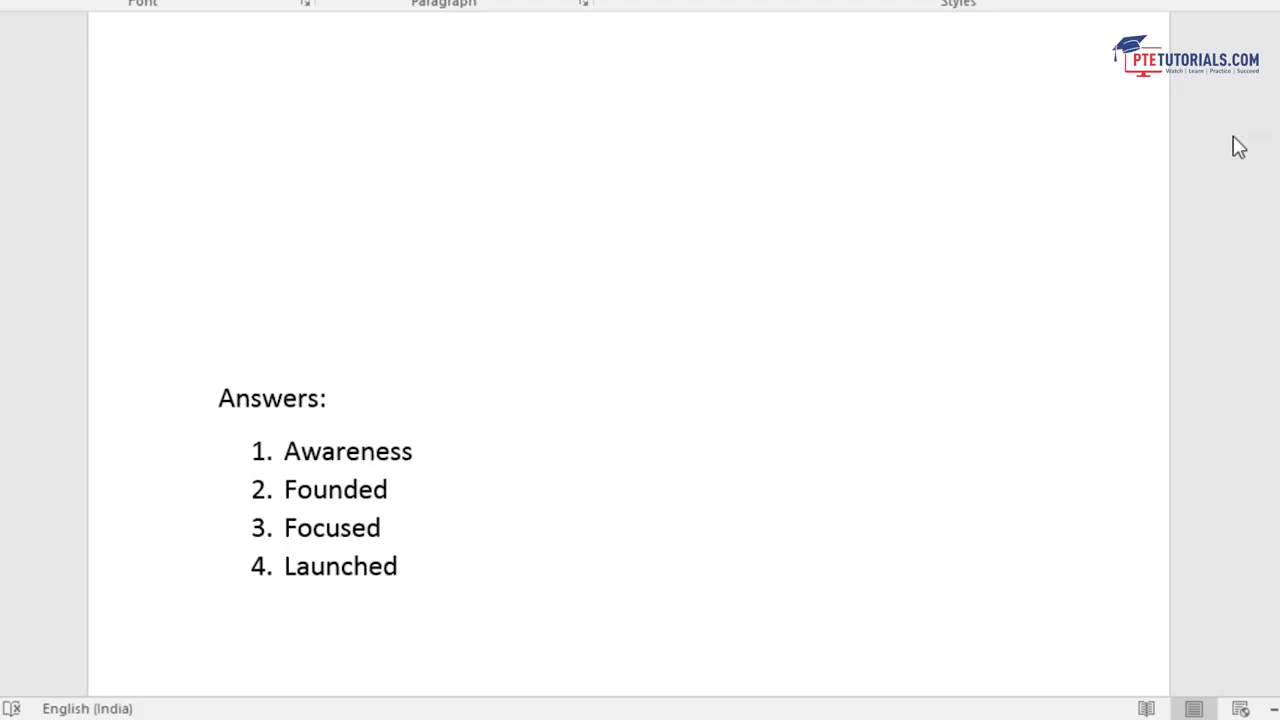 Font Paragraph Styles
PTETUTORIALS.COM
Watch | Learn | Practice | Succeed
Answers:
1. Awareness
2. Founded
3. Focused
4. Launched
English (India)